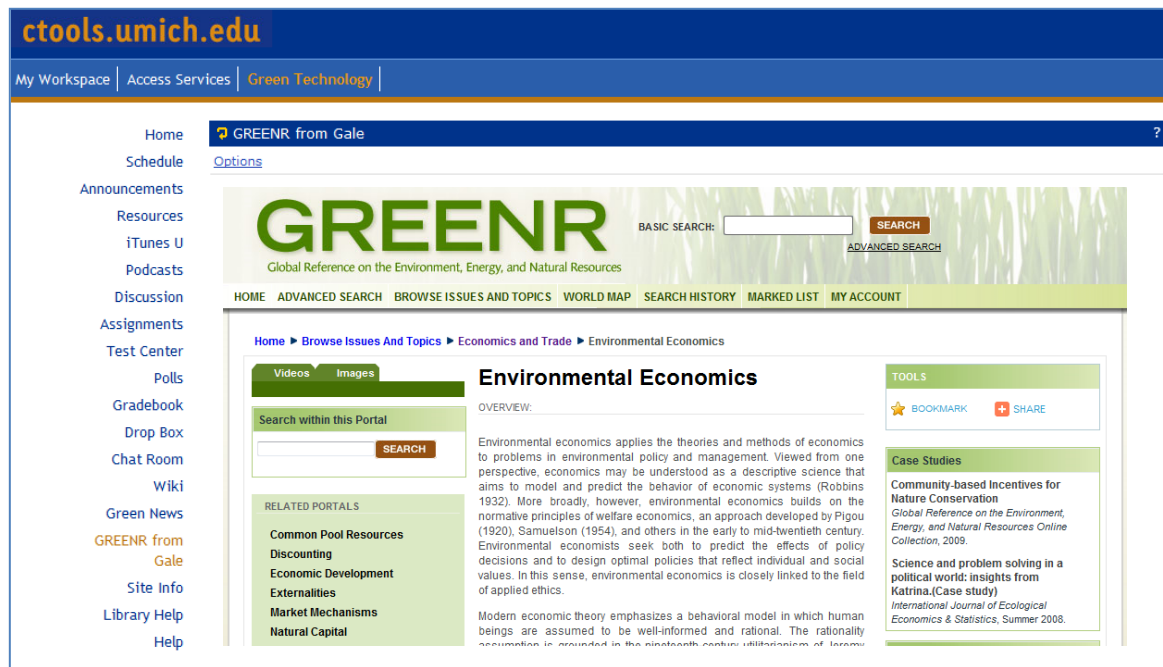 ctools.umich.edu
My Workspace Access Services Green Technology
Home
Schedule
Announcements
Resources
iTunes U
Podcasts
Discussion
Assignments
Test Center
Polls
Gradebook
Drop Box
Chat Room
Wiki
Green News
GREENR from
Gale
Site Info
Library Help
Help
GREENR from Gale ?
Options
GREENR
Global Reference on the Environment, Energy, and Natural Resources
BASIC SEARCH: SEARCH
ADVANCED SEARCH
HOME ADVANCED SEARCH BROWSE ISSUES AND TOPICS WORLD MAP SEARCH HISTORY MARKED LIST MY ACCOUNT
Home ▶ Browse Issues And Topics ▶ Economics and Trade ▶ Environmental Economics
Videos Images
Search within this Portal
SEARCH
RELATED PORTALS
Common Pool Resources
Discounting
Economic Development
Externalities
Market Mechanisms
Natural Capital
Environmental Economics
OVERVIEW:
Environmental economics applies the theories and methods of economics
to problems in environmental policy and management. Viewed from one
perspective, economics may be understood as a descriptive science that
aims to model and predict the behavior of economic systems (Robbins
1932). More broadly, however, environmental economics builds on the
normative principles of welfare economics, an approach developed by Pigou
(1920), Samuelson (1954), and others in the early to mid-twentieth century.
Environmental economists seek both to predict the effects of policy
decisions and to design optimal policies that reflect individual and social
values. In this sense, environmental economics is closely linked to the field
of applied ethics.
Modern economic theory emphasizes a behavioral model in which human
beings are assumed to be well-informed and rational. The rationality
assumption is grounded in the nineteenth-century utilitarianism of Jeremy
TOOLS
BOOKMARK SHARE
Case Studies
Community-based Incentives for
Nature Conservation
Global Reference on the Environment,
Energy, and Natural Resources Online
Collection, 2009.
Science and problem solving in a
political world: insights from
Katrina.(Case study)
International Journal of Ecological
Economics & Statistics, Summer 2008.